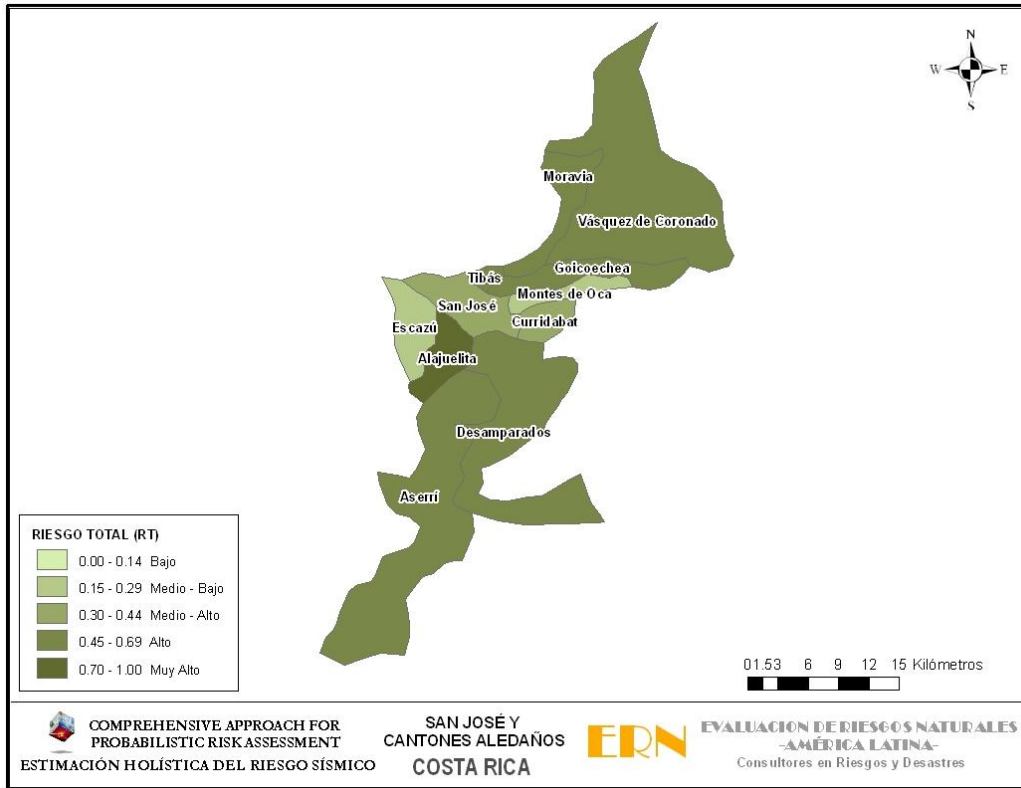 N
W E
S
Moravia
Vásquez de Coronado
Goicoechea
Tibás
Montes de Oca
San José
Curridabat
Escazú
Alajuelita
Desamparados
Aserrí
RIESGO TOTAL (RT)
0.00 - 0.14 Bajo
0.15 - 0.29 Medio - Bajo
0.30 - 0.44 Medio - Alto
0.45 - 0.69 Alto
0.70 - 1.00 Muy Alto
01.53 6 9 12 15 Kilómetros
COMPREHENSIVE APPROACH FOR
PROBABILISTIC RISK ASSESSMENT
ESTIMACIÓN HOLÍSTICA DEL RIESGO SÍSMICO
SAN JOSÉ Y
CANTONES ALEDAÑOS
COSTA RICA
ERN
EVALUACION DE RIESGOS NATURALES
-AMÉRICA LATINA-
Consultores en Riesgos y Desastres